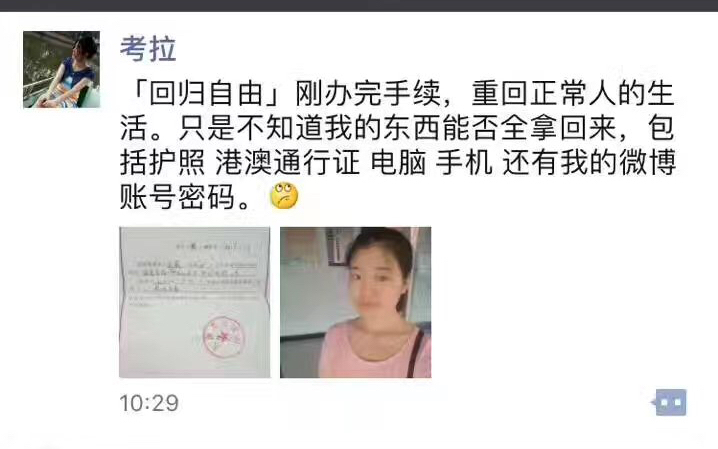 考拉
「回归自由」刚办完手续，重回正常人的生
活。只是不知道我的东西能否全拿回来，包
括护照 港澳通行证 电脑 手机 还有我的微博
账号密码。
10:29